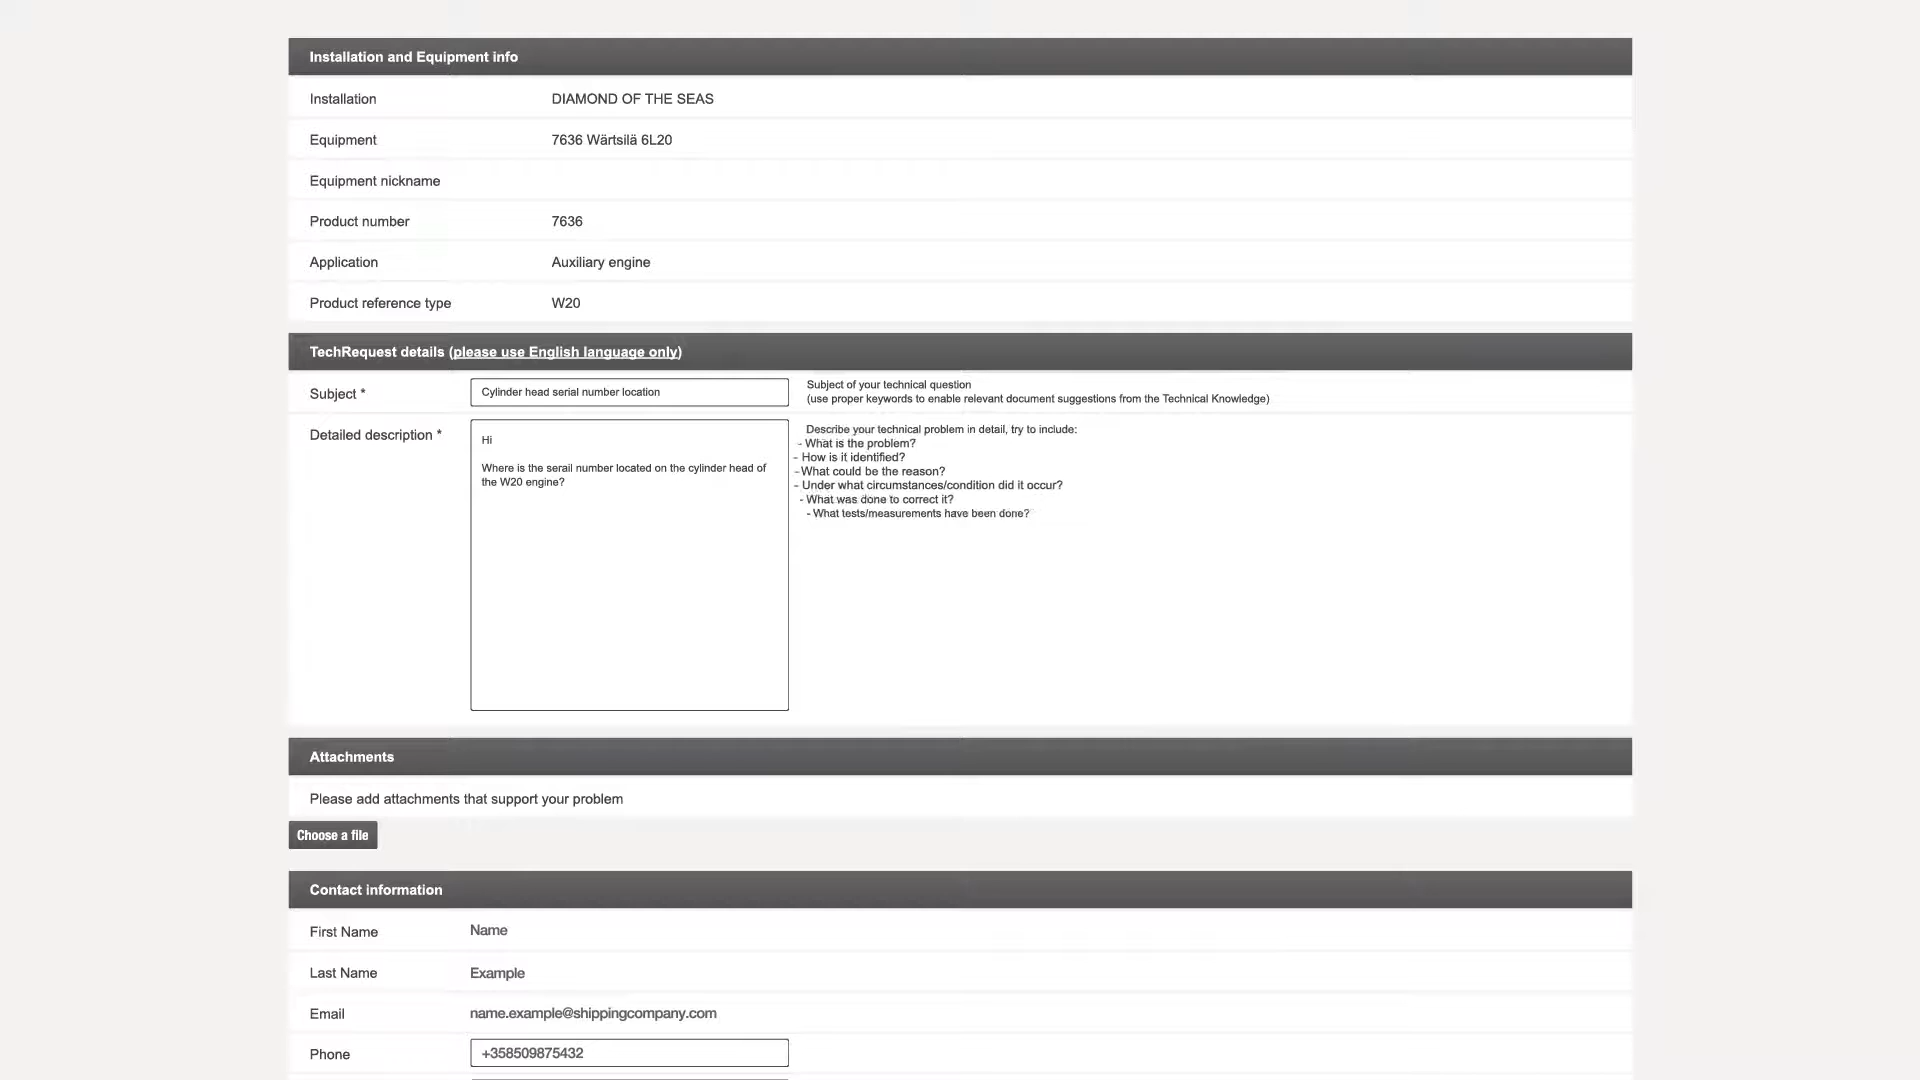 Installation and Equipment info
Installation DIAMOND OF THE SEAS
Equipment 7636 Wärtsilä 6L20
Equipment nickname
Product number 7636
Application Auxiliary engine
Product reference type W20
TechRequest details (please use English language only)
Subject * Cylinder head serial number location
Subject of your technical question
(use proper keywords to enable relevant document suggestions from the Technical Knowledge)
Detailed description *
Hi
Where is the serail number located on the cylinder head of
the W20 engine?
Describe your technical problem in detail, try to include:
- What is the problem?
- How is it identified?
- What could be the reason?
- Under what circumstances/condition did it occur?
- What was done to correct it?
- What tests/measurements have been done?
Attachments
Please add attachments that support your problem
Choose a file
Contact information
First Name Name
Last Name Example
Email name.example@shippingcompany.com
Phone +358509875432